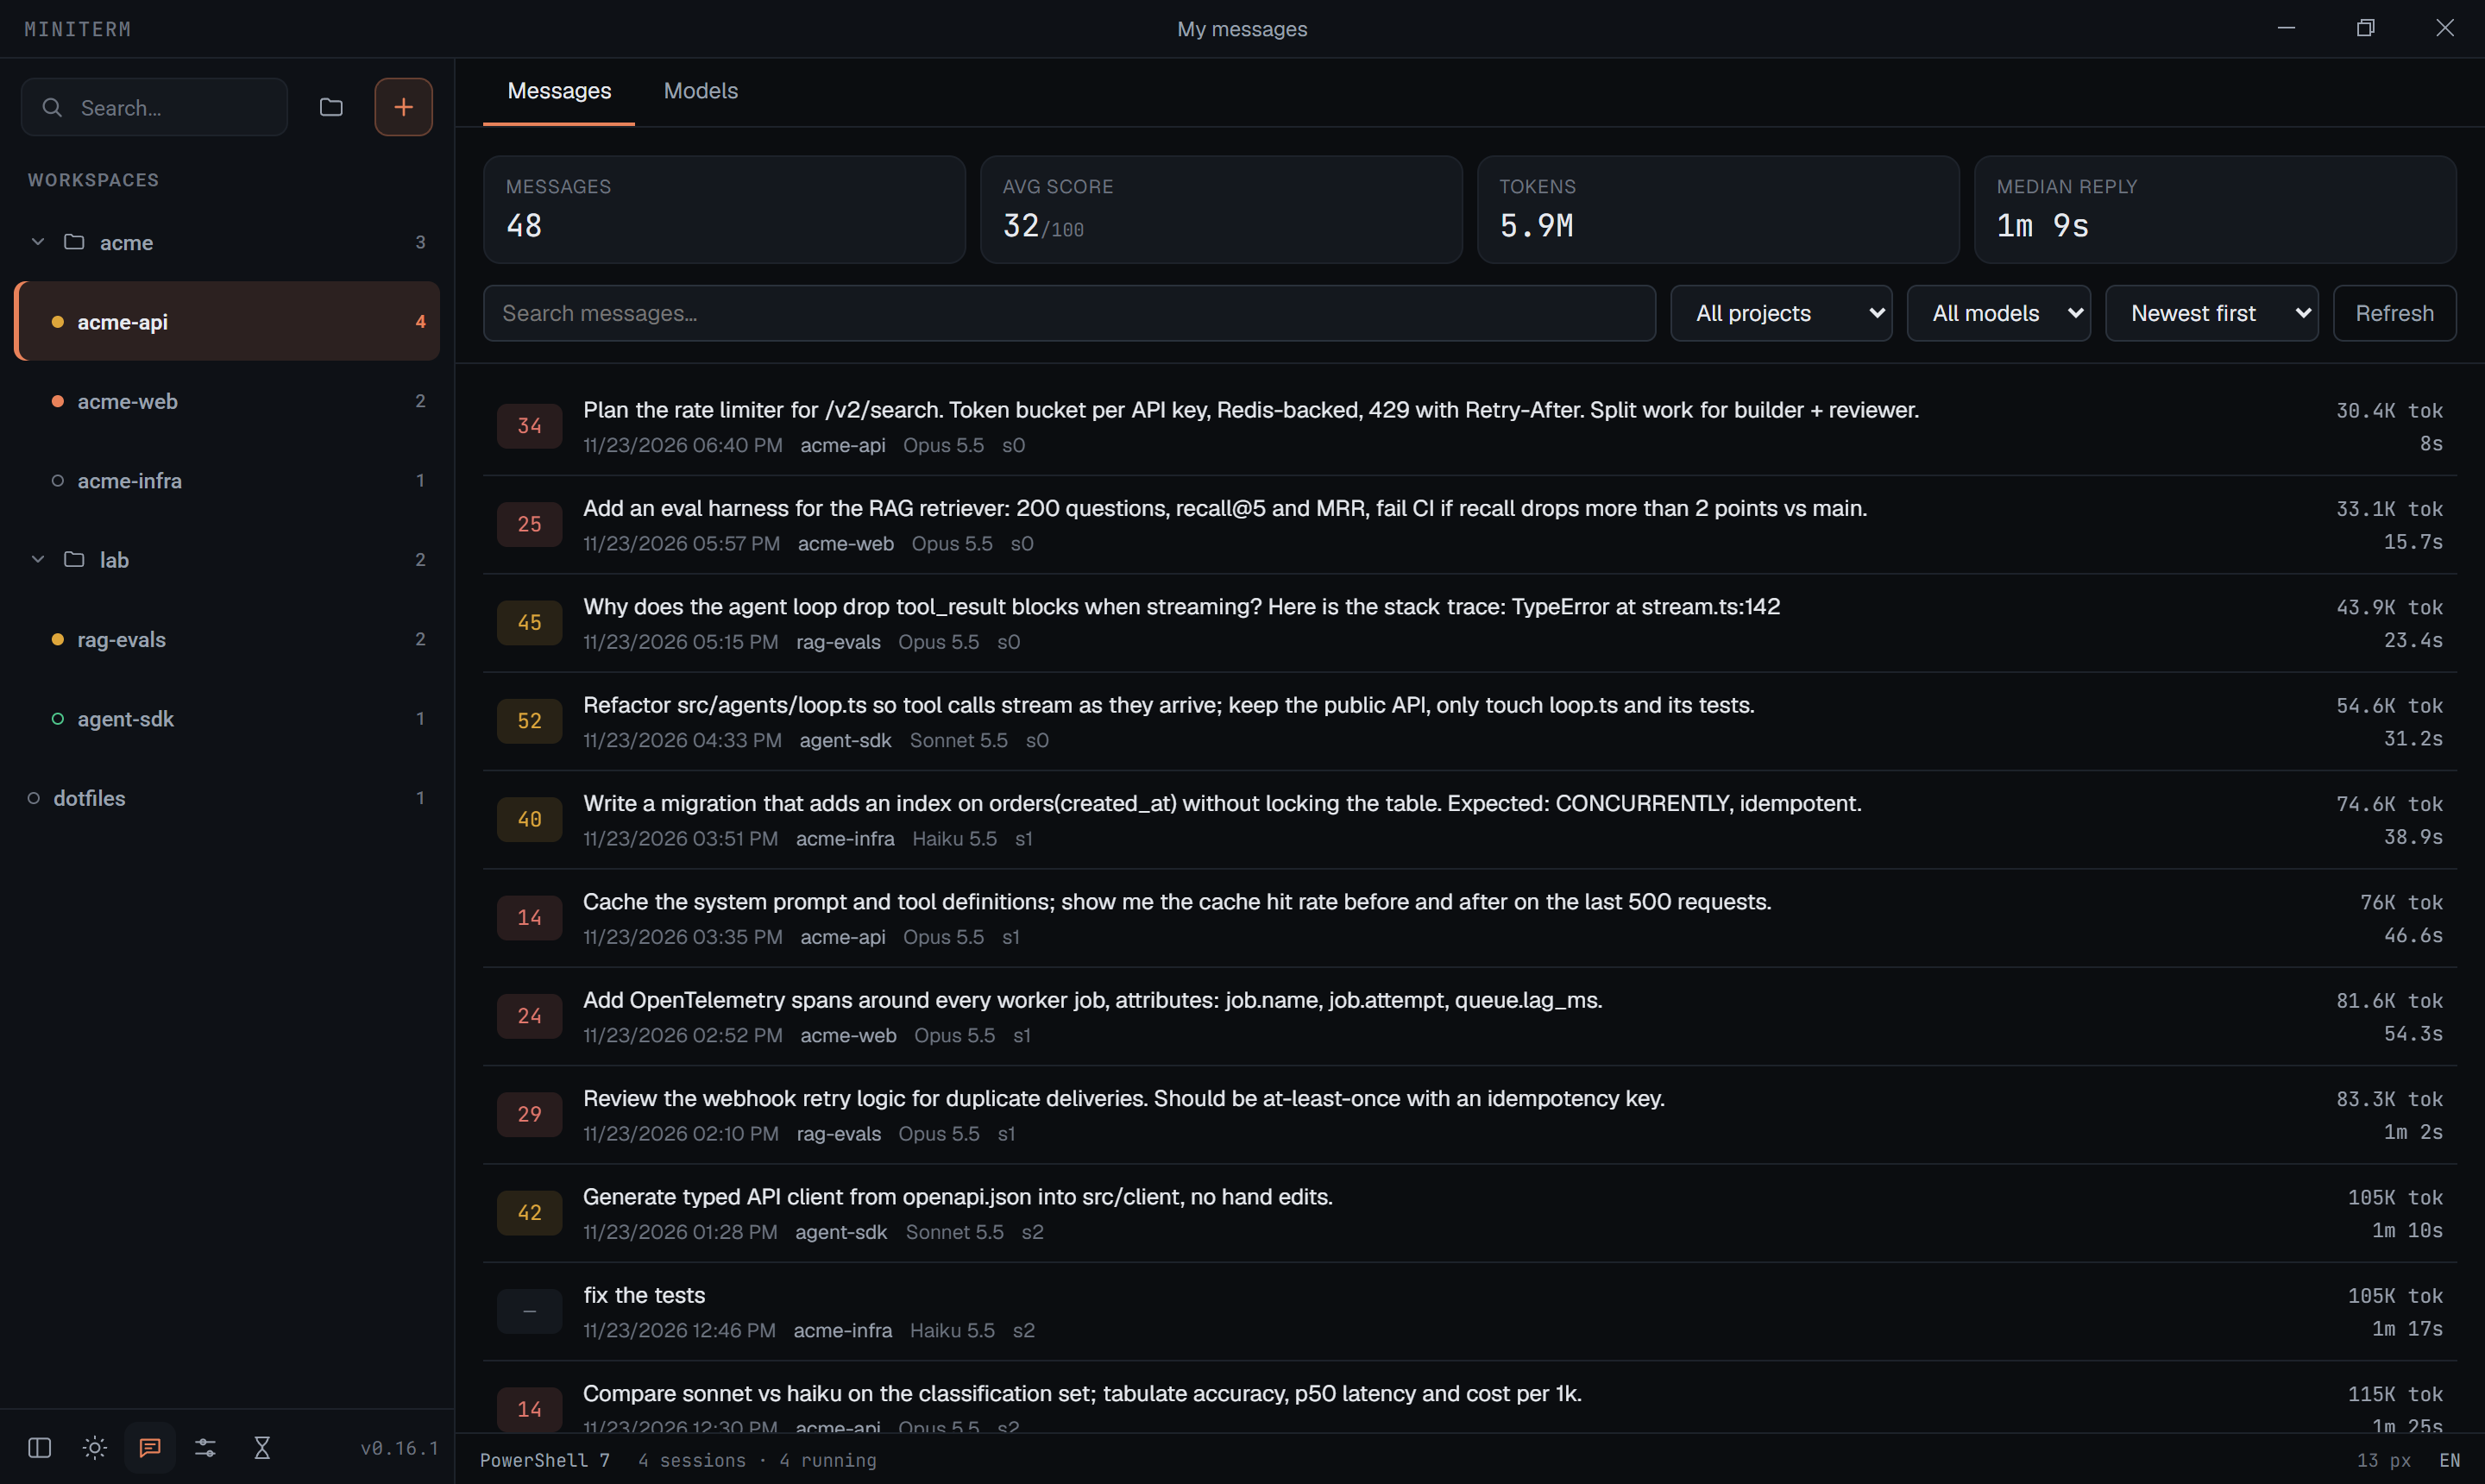 MINITERM
My messages
Search...
WORKSPACES
acme 3
acme-api 4
acme-web 2
acme-infra 1
lab 2
rag-evals 2
agent-sdk 1
dotfiles 1
v0.16.1
Messages Models
MESSAGES
48
AVG SCORE
32/100
TOKENS
5.9M
MEDIAN REPLY
1m 9s
Search messages...
All projects
All models
Newest first
Refresh
34
Plan the rate limiter for /v2/search. Token bucket per API key, Redis-backed, 429 with Retry-After. Split work for builder + reviewer.
11/23/2026 06:40 PM acme-api Opus 5.5 s0
30.4K tok
8s
25
Add an eval harness for the RAG retriever: 200 questions, recall@5 and MRR, fail CI if recall drops more than 2 points vs main.
11/23/2026 05:57 PM acme-web Opus 5.5 s0
33.1K tok
15.7s
45
Why does the agent loop drop tool_result blocks when streaming? Here is the stack trace: TypeError at stream.ts:142
11/23/2026 05:15 PM rag-evals Opus 5.5 s0
43.9K tok
23.4s
52
Refactor src/agents/loop.ts so tool calls stream as they arrive; keep the public API, only touch loop.ts and its tests.
11/23/2026 04:33 PM agent-sdk Sonnet 5.5 s0
54.6K tok
31.2s
40
Write a migration that adds an index on orders(created_at) without locking the table. Expected: CONCURRENTLY, idempotent.
11/23/2026 03:51 PM acme-infra Haiku 5.5 s1
74.6K tok
38.9s
14
Cache the system prompt and tool definitions; show me the cache hit rate before and after on the last 500 requests.
11/23/2026 03:35 PM acme-api Opus 5.5 s1
76K tok
46.6s
24
Add OpenTelemetry spans around every worker job, attributes: job.name, job.attempt, queue.lag_ms.
11/23/2026 02:52 PM acme-web Opus 5.5 s1
81.6K tok
54.3s
29
Review the webhook retry logic for duplicate deliveries. Should be at-least-once with an idempotency key.
11/23/2026 02:10 PM rag-evals Opus 5.5 s1
83.3K tok
1m 2s
42
Generate typed API client from openapi.json into src/client, no hand edits.
11/23/2026 01:28 PM agent-sdk Sonnet 5.5 s2
105K tok
1m 10s
–
fix the tests
11/23/2026 12:46 PM acme-infra Haiku 5.5 s2
105K tok
1m 17s
14
Compare sonnet vs haiku on the classification set; tabulate accuracy, p50 latency and cost per 1k.
11/23/2026 12:30 PM acme-api Opus 5.5 s2
115K tok
1m 25s
PowerShell 7 4 sessions · 4 running
13 px EN